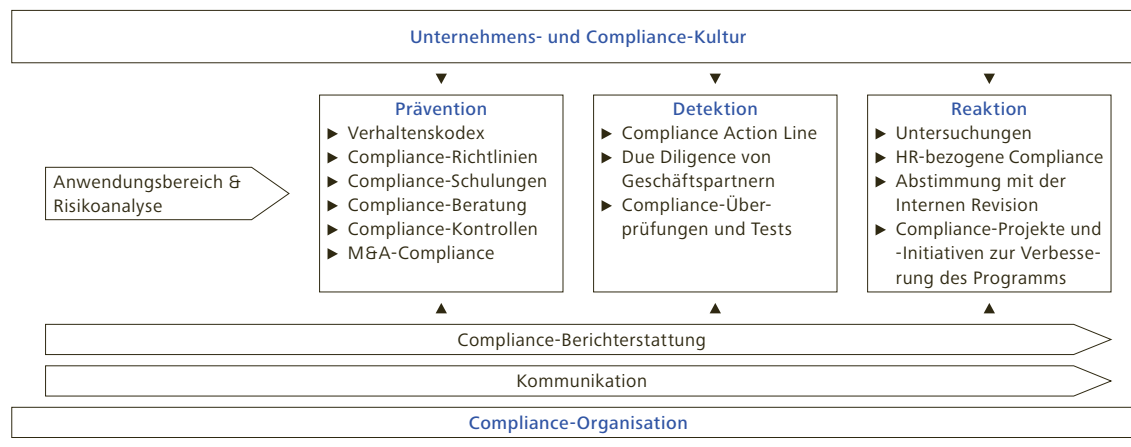 Unternehmens- und Compliance-Kultur
Anwendungsbereich &
Risikoanalyse
Prävention
► Verhaltenskodex
► Compliance-Richtlinien
► Compliance-Schulungen
► Compliance-Beratung
► Compliance-Kontrollen
► M&A-Compliance
Detektion
► Compliance Action Line
► Due Diligence von
Geschäftspartnern
► Compliance-Über-
prüfungen und Tests
Reaktion
► Untersuchungen
► HR-bezogene Compliance
► Abstimmung mit der
Internen Revision
► Compliance-Projekte und
-Initiativen zur Verbesse-
rung des Programms
Compliance-Berichterstattung
Kommunikation
Compliance-Organisation